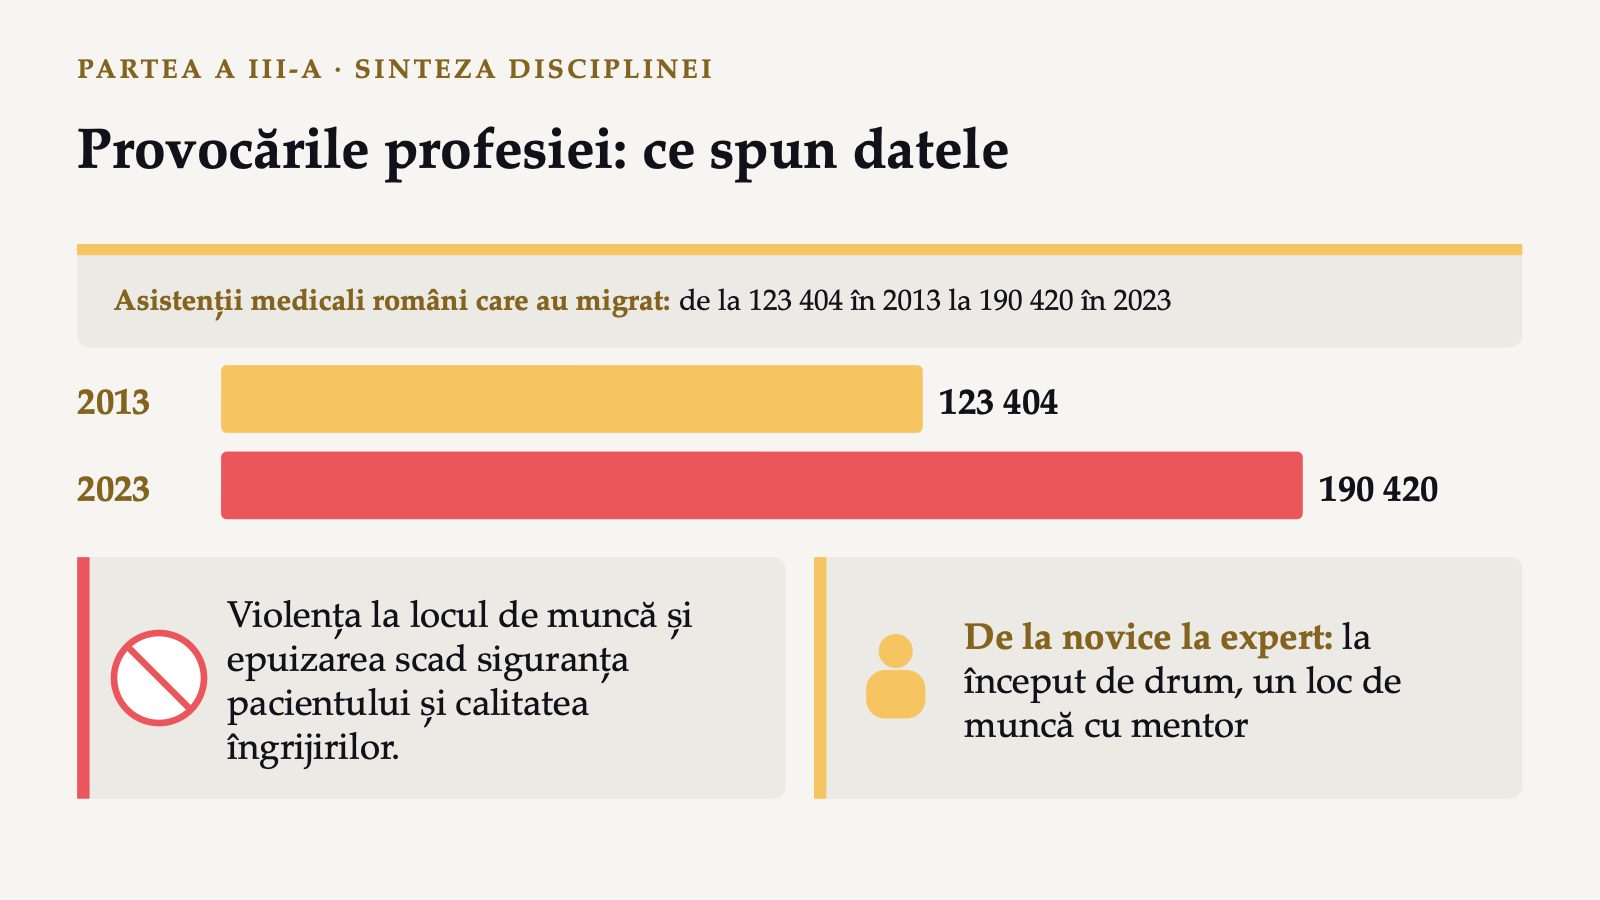 PARTEA A III-A · SINTEZA DISCIPLINEI
Provocările profesiei: ce spun datele
Asistenții medicali români care au migrat: de la 123 404 în 2013 la 190 420 în 2023
2013
123 404
2023
190 420
Violența la locul de muncă și
epuizarea scad siguranța
pacientului și calitatea
îngrijirilor.
De la novice la expert: la
început de drum, un loc de
muncă cu mentor